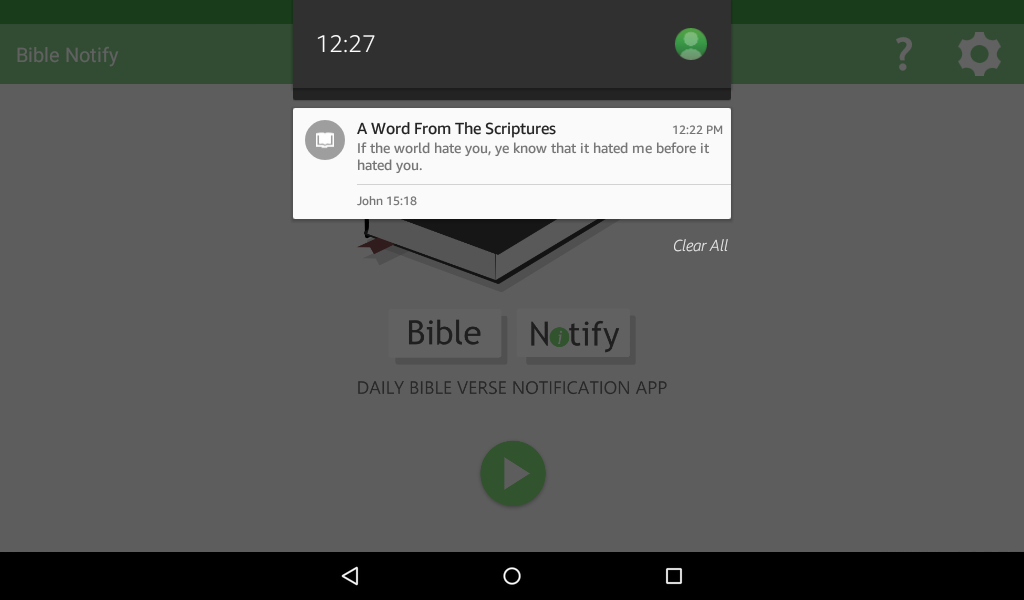 12:27
Bible Notify
?
A Word From The Scriptures 12:22 PM
If the world hate you, ye know that it hated me before it
hated you.
John 15:18
Clear All
Bible Notify
DAILY BIBLE VERSE NOTIFICATION APP